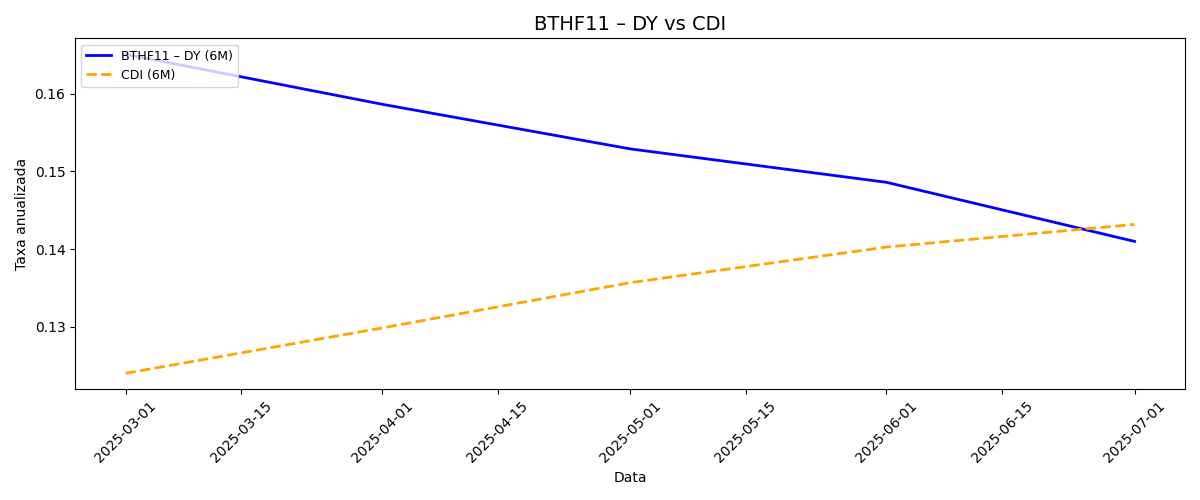 BTHF11 – DY vs CDI
BTHF11 – DY (6M)
CDI (6M)
Taxa anualizada
0.16
0.15
0.14
0.13
2025-03-01
2025-03-15
2025-04-01
2025-04-15
2025-05-01
2025-05-15
2025-06-01
2025-06-15
2025-07-01
Data